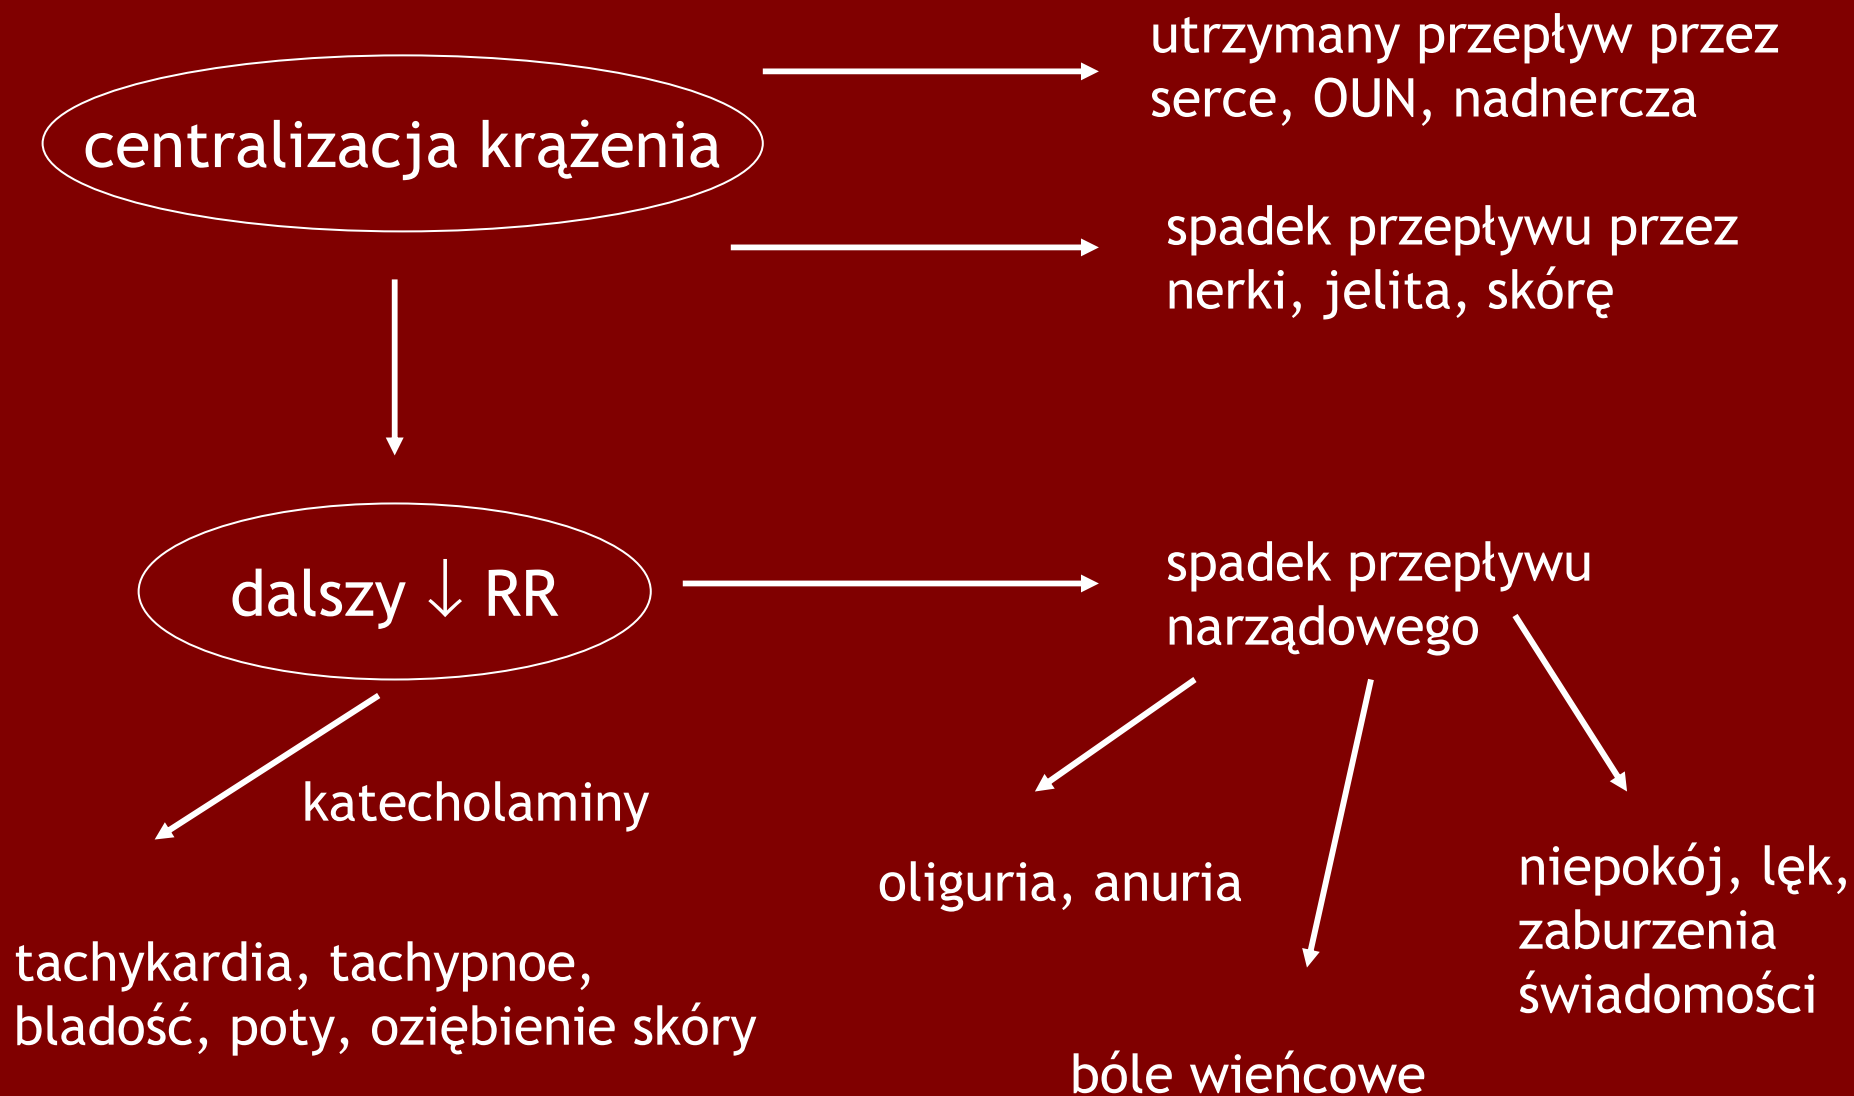 utrzymany przepływ przez
serce, OUN, nadnercza
centralizacja krążenia
spadek przepływu przez
nerki, jelita, skórę
dalszy ↓ RR
spadek przepływu
narządowego
katecholaminy
oliguria, anuria
niepokój, lęk,
zaburzenia
świadomości
tachykardia, tachypnoe,
bladość, poty, oziębienie skóry
bóle wieńcowe